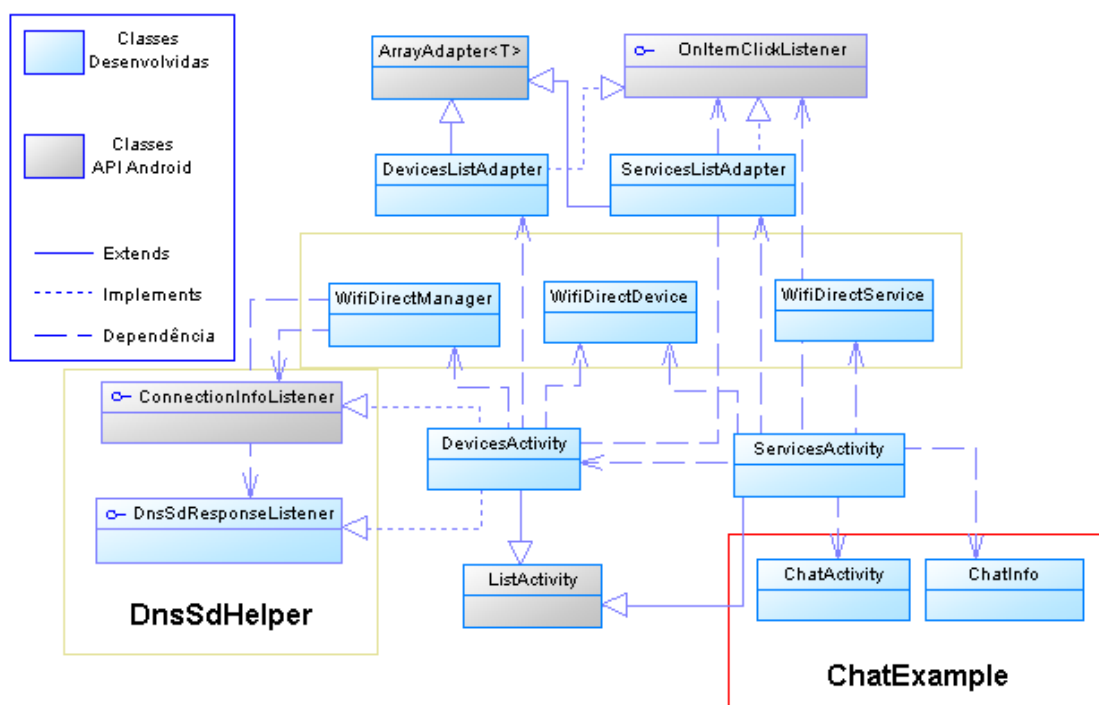 Classes
Desenvolvidas
Classes
API Android
Extends
Implements
Dependência
ArrayAdapter<T>
OnItemClickListener
DevicesListAdapter
ServicesListAdapter
WifiDirectManager
WifiDirectDevice
WifiDirectService
ConnectionInfoListener
DevicesActivity
ServicesActivity
DnsSdResponseListener
ListActivity
ChatActivity
ChatInfo
DnsSdHelper
ChatExample